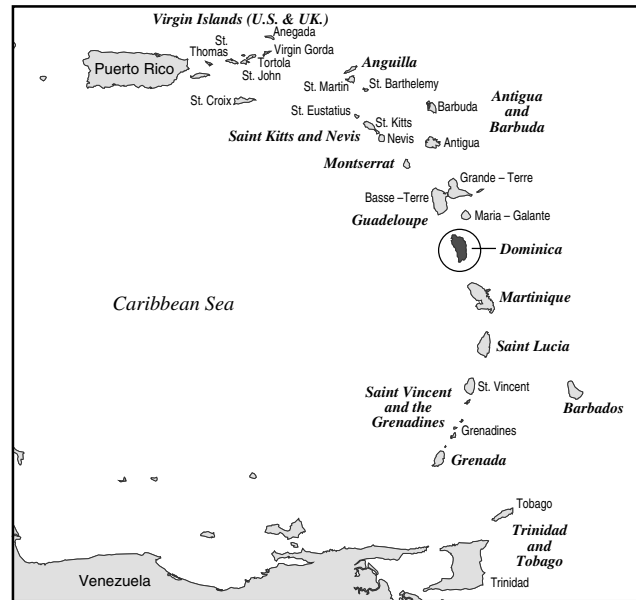 Virgin Islands (U.S. & UK.)
Anegada
St.
Thomas
Virgin Gorda
Tortola
St. John
Puerto Rico
St. Croix
Anguilla
St. Martin
St. Barthelemy
St. Eustatius
St. Kitts
Saint Kitts and Nevis
Nevis
Barbuda
Antigua
and
Barbuda
Antigua
Montserrat
Grande – Terre
Basse –Terre
Guadeloupe
Maria – Galante
Dominica
Caribbean Sea
Martinique
Saint Lucia
Saint Vincent
and the
Grenadines
St. Vincent
Barbados
Grenadines
Grenada
Tobago
Trinidad
and
Tobago
Venezuela
Trinidad